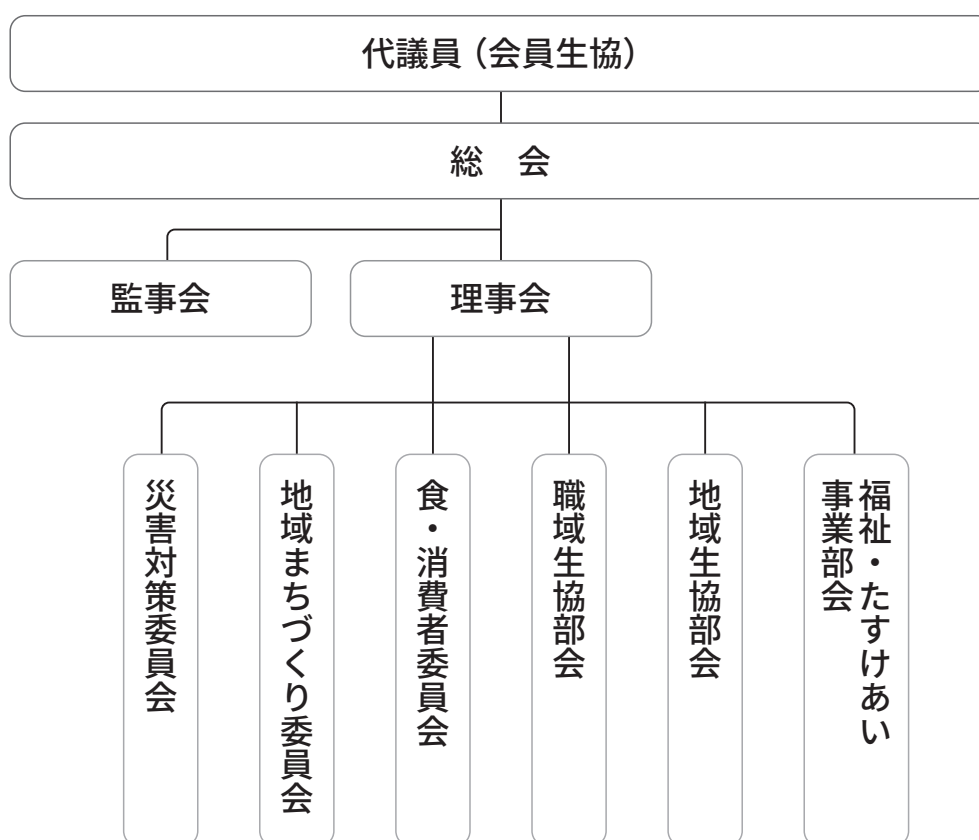 代議員（会員生協）
総　会
監事会
理事会
災害対策委員会
地域まちづくり委員会
食・消費者委員会
職域生協部会
地域生協部会
福祉・たすけあい
事業部会